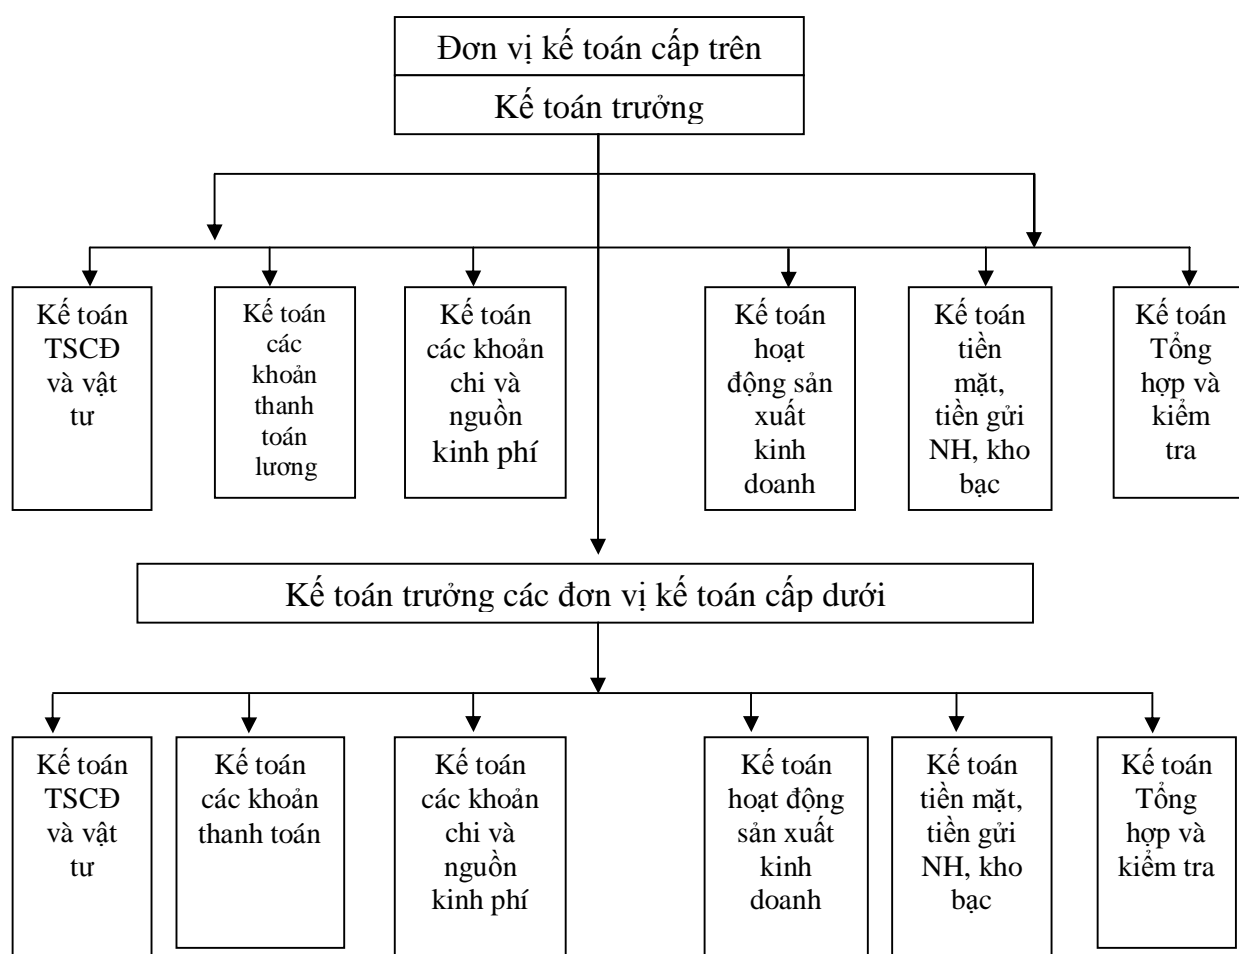 Đơn vị kế toán cấp trên
Kế toán trưởng
Kế toán
TSCĐ
và vật
tư
Kế toán
các
khoản
thanh
toán
lương
Kế toán
các khoản
chi và
nguồn
kinh phí
Kế toán
hoạt
động sản
xuất
kinh
doanh
Kế toán
tiền
mặt,
tiền gửi
NH, kho
bạc
Kế toán
Tổng
hợp và
kiểm
tra
Kế toán trưởng các đơn vị kế toán cấp dưới
Kế toán
TSCĐ
và vật
tư
Kế toán
các khoản
thanh toán
Kế toán
các khoản
chi và
nguồn
kinh phí
Kế toán
hoạt động
sản xuất
kinh
doanh
Kế toán
tiền mặt,
tiền gửi
NH, kho
bạc
Kế toán
Tổng
hợp và
kiểm tra